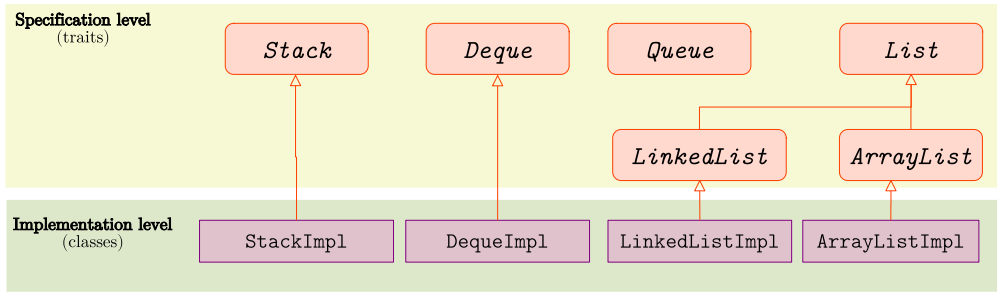 Specification level
(traits)
Stack
Deque
Queue
List
LinkedList
ArrayList
Implementation level
(classes)
StackImpl
DequeImpl
LinkedListImpl
ArrayListImpl